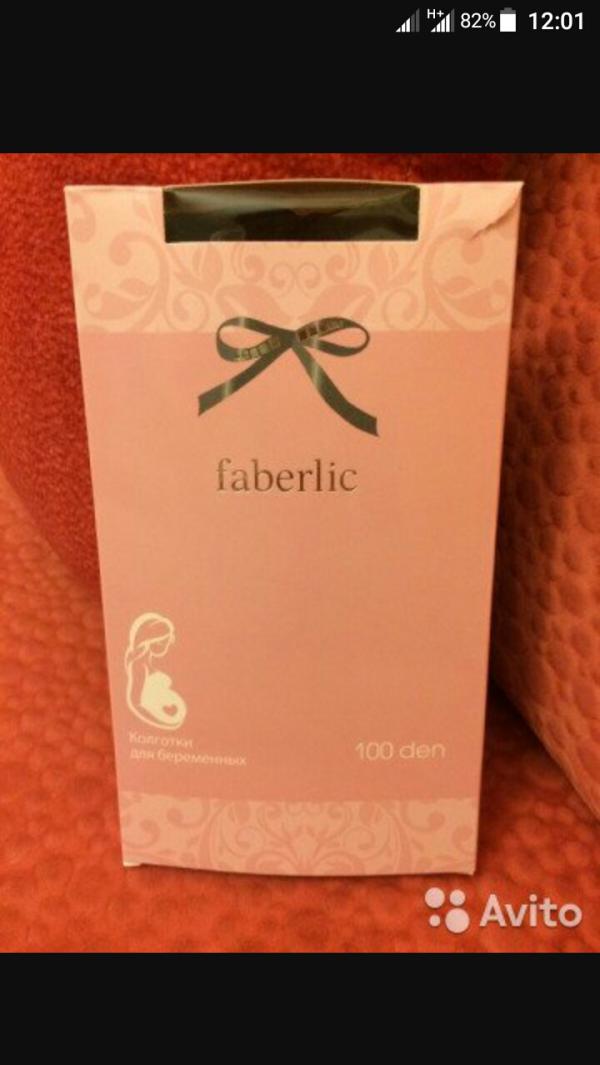 H+
82%
12:01
faberlic
Колготки
для беременных
100 den
Avito